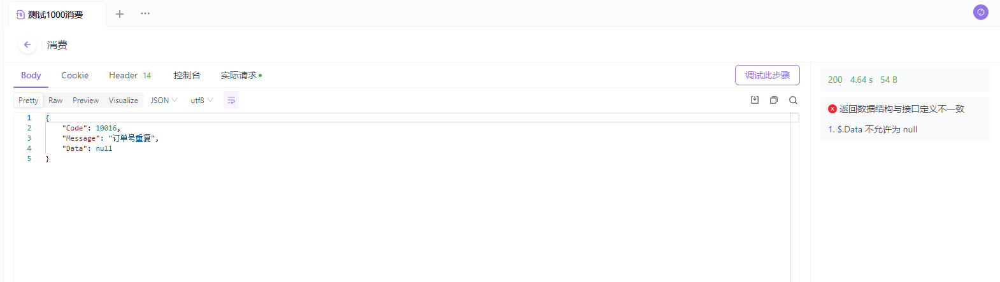 测试1000消费
消费
Body Cookie Header 14 控制台 实际请求 调试此步骤
Pretty Raw Preview Visualize JSON utf8
1 {
2 "Code": 10016,
3 "Message": "订单号重复",
4 "Data": null
5 }
200 4.64 s 54 B
返回数据结构与接口定义不一致
1. $.Data 不允许为 null